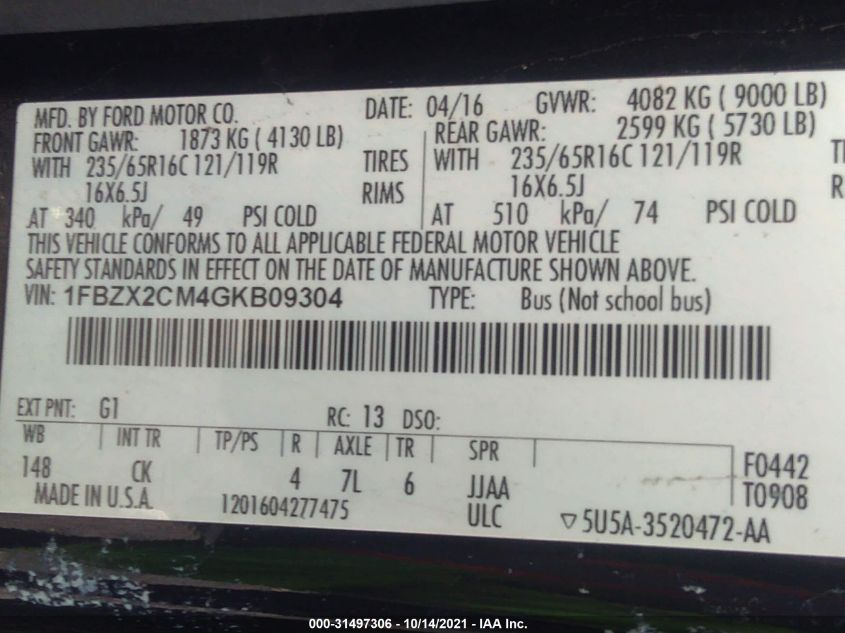 MFD. BY FORD MOTOR CO. DATE: 04/16 GVWR: 4082 KG ( 9000 LB)
FRONT GAWR: 1873 KG ( 4130 LB) REAR GAWR: 2599 KG ( 5730 LB)
WITH 235/65R16C 121/119R TIRES WITH 235/65R16C 121/119R
16X6.5J RIMS 16X6.5J
AT 340 kPa/ 49 PSI COLD AT 510 kPa/ 74 PSI COLD
THIS VEHICLE CONFORMS TO ALL APPLICABLE FEDERAL MOTOR VEHICLE
SAFETY STANDARDS IN EFFECT ON THE DATE OF MANUFACTURE SHOWN ABOVE.
VIN: 1FBZX2CM4GKB09304 TYPE: Bus (Not school bus)
EXT PNT: G1 RC: 13 DSO:
WB INT TR TP/PS R AXLE TR SPR
148 CK 4 7L 6 JJAA F0442
MADE IN U.S.A. 1201604277475 ULC T0908
▽5U5A-3520472-AA
000-31497306 - 10/14/2021 - IAA Inc.